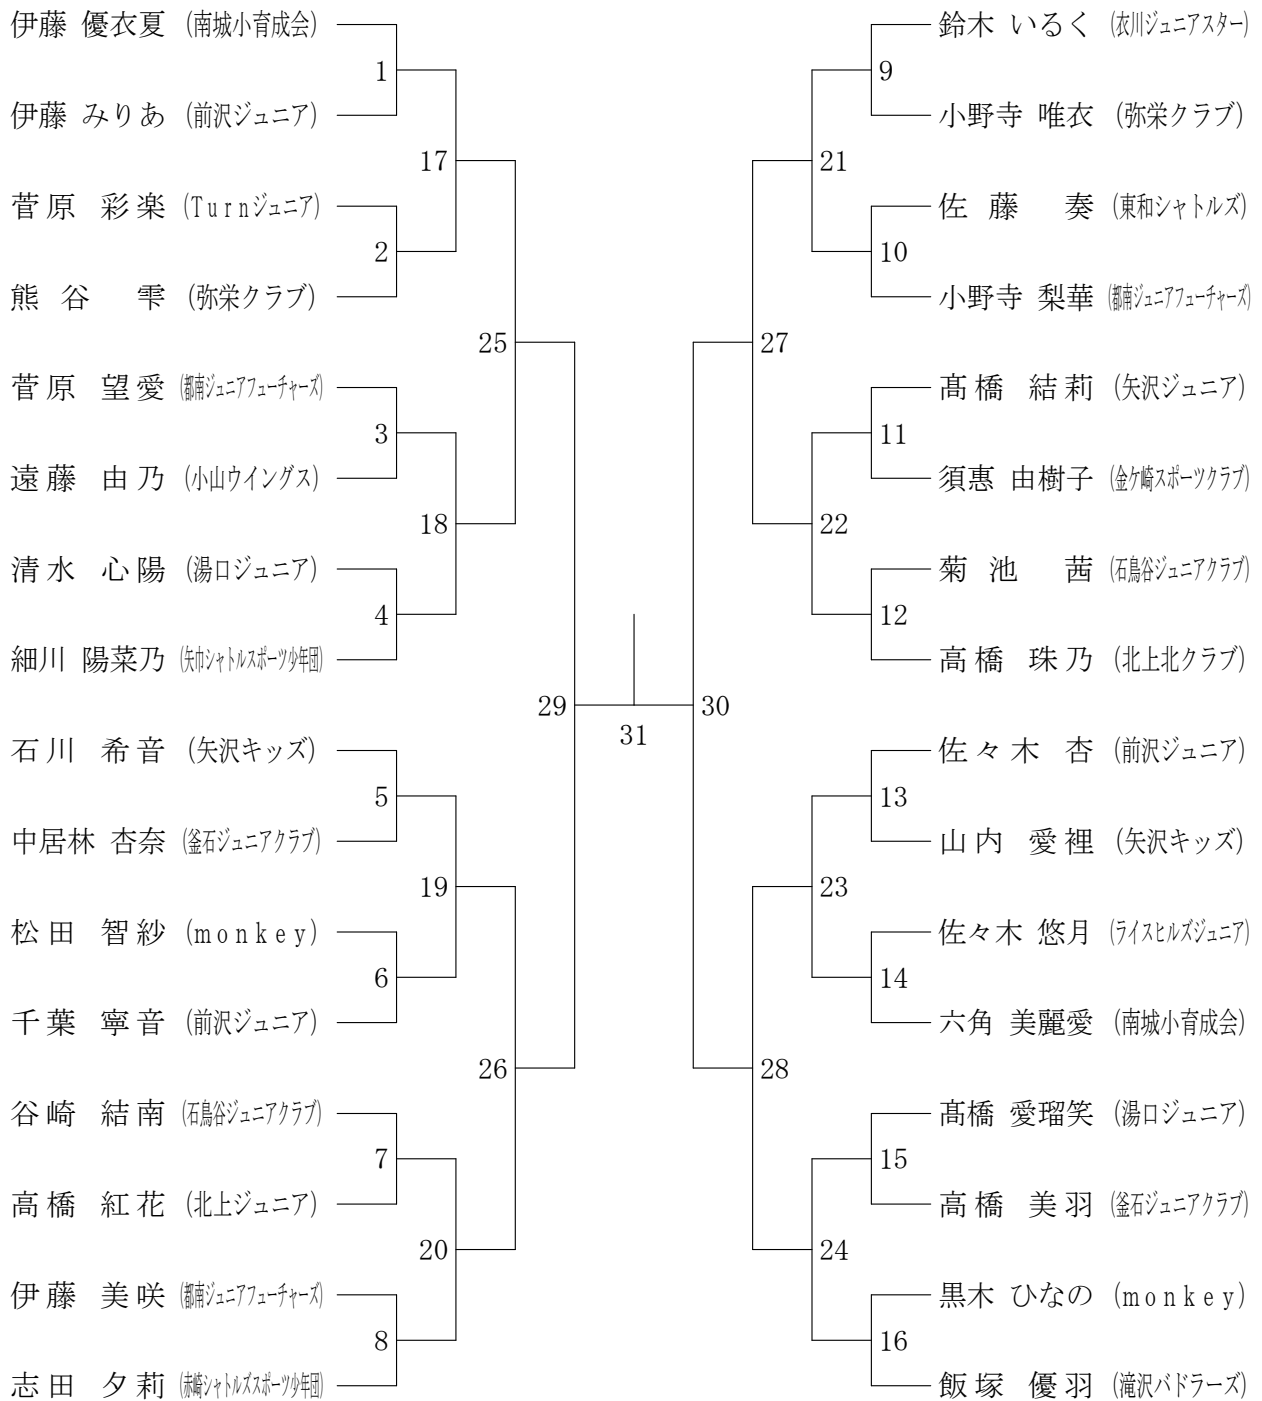 伊藤 優衣夏 (南城小育成会)
1
伊藤 みりあ (前沢ジュニア)
17
菅原 彩楽 (Turnジュニア)
2
熊谷 雫 (弥栄クラブ)
25
菅原 望愛 (都南ジュニアフューチャーズ)
3
遠藤 由乃 (小山ウイングス)
18
清水 心陽 (湯口ジュニア)
4
細川 陽菜乃 (矢巾シャトルスポーツ少年団)
29
石川 希音 (矢沢キッズ)
5
中居林 杏奈 (釜石ジュニアクラブ)
19
松田 智紗 (monkey)
6
千葉 寧音 (前沢ジュニア)
26
谷崎 結南 (石鳥谷ジュニアクラブ)
7
高橋 紅花 (北上ジュニア)
20
伊藤 美咲 (都南ジュニアフューチャーズ)
8
志田 夕莉 (赤崎シャトルズスポーツ少年団)
31
鈴木 いるく (衣川ジュニアスター)
9
小野寺 唯衣 (弥栄クラブ)
21
佐藤 奏 (東和シャトルズ)
10
小野寺 梨華 (都南ジュニアフューチャーズ)
27
髙橋 結莉 (矢沢ジュニア)
11
須惠 由樹子 (金ケ崎スポーツクラブ)
22
菊池 茜 (石鳥谷ジュニアクラブ)
12
高橋 珠乃 (北上北クラブ)
30
佐々木 杏 (前沢ジュニア)
13
山内 愛裡 (矢沢キッズ)
23
佐々木 悠月 (ライスヒルズジュニア)
14
六角 美麗愛 (南城小育成会)
28
髙橋 愛瑠笑 (湯口ジュニア)
15
高橋 美羽 (釜石ジュニアクラブ)
24
黒木 ひなの (monkey)
16
飯塚 優羽 (滝沢バドラーズ)